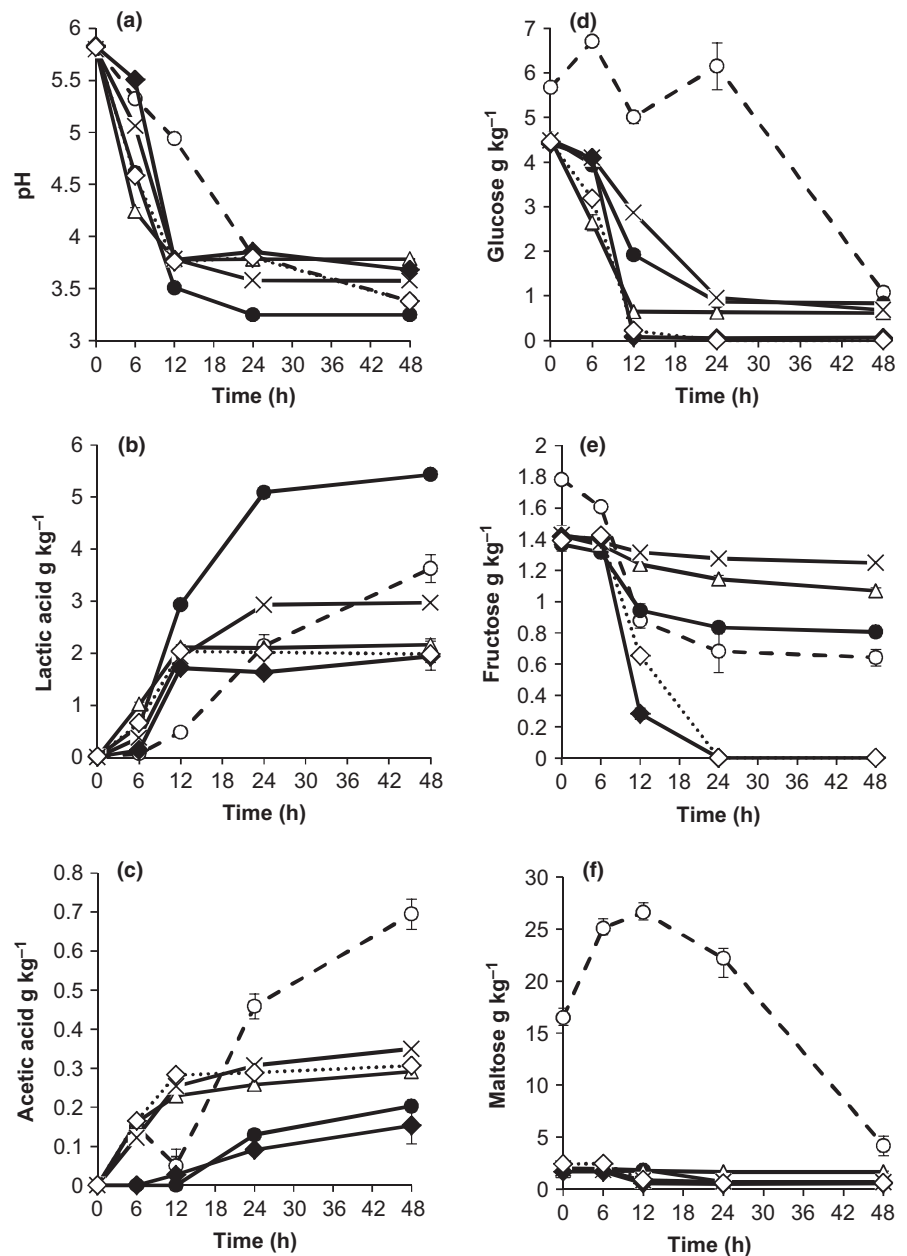 (a)
6
5.5
5
4.5
4
3.5
3
pH
0 6 12 18 24 30 36 42 48
Time (h)
(d)
7
6
5
4
3
2
1
0
Glucose g kg⁻¹
0 6 12 18 24 30 36 42 48
Time (h)
(b)
6
5
4
3
2
1
0
Lactic acid g kg⁻¹
0 6 12 18 24 30 36 42 48
Time (h)
(e)
2
1.8
1.6
1.4
1.2
1
0.8
0.6
0.4
0.2
0
Fructose g kg⁻¹
0 6 12 18 24 30 36 42 48
Time (h)
(c)
0.8
0.7
0.6
0.5
0.4
0.3
0.2
0.1
0
Acetic acid g kg⁻¹
0 6 12 18 24 30 36 42 48
Time (h)
(f)
30
25
20
15
10
5
0
Maltose g kg⁻¹
0 6 12 18 24 30 36 42 48
Time (h)